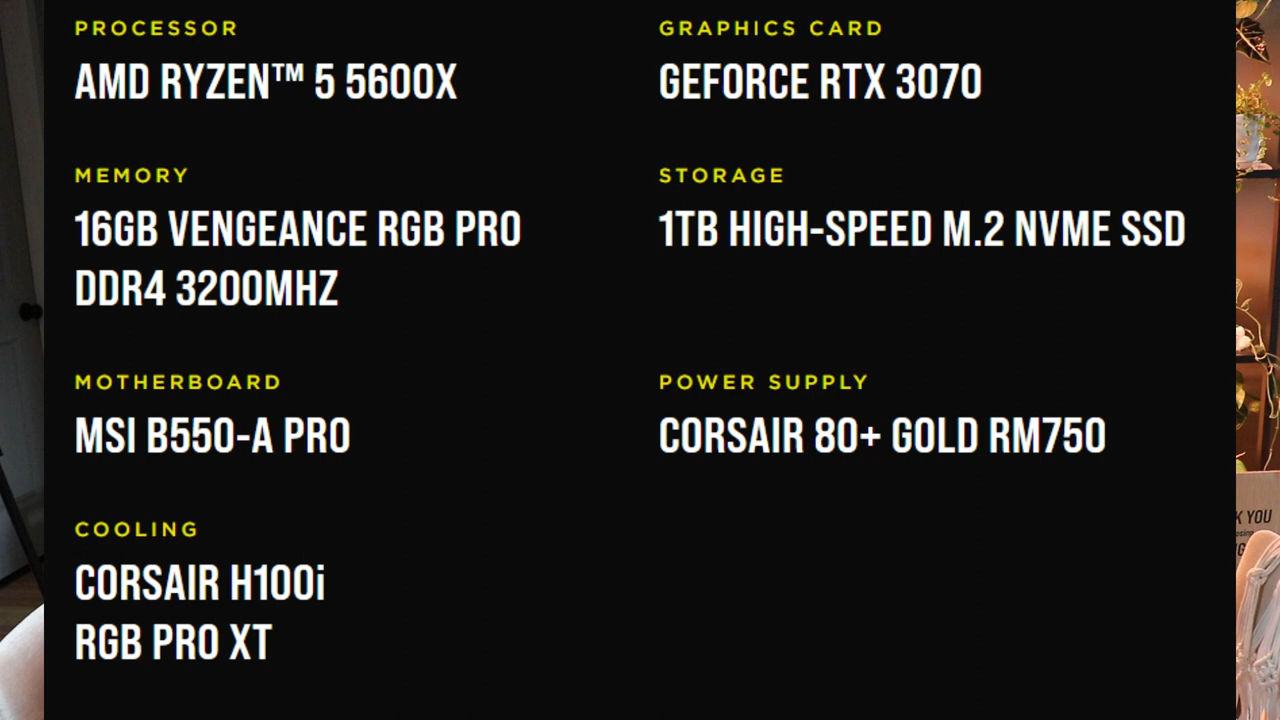 PROCESSOR
AMD RYZEN™ 5 5600X
GRAPHICS CARD
GEFORCE RTX 3070
MEMORY
16GB VENGEANCE RGB PRO
DDR4 3200MHZ
STORAGE
1TB HIGH-SPEED M.2 NVME SSD
MOTHERBOARD
MSI B550-A PRO
POWER SUPPLY
CORSAIR 80+ GOLD RM750
COOLING
CORSAIR H100i
RGB PRO XT
YOU